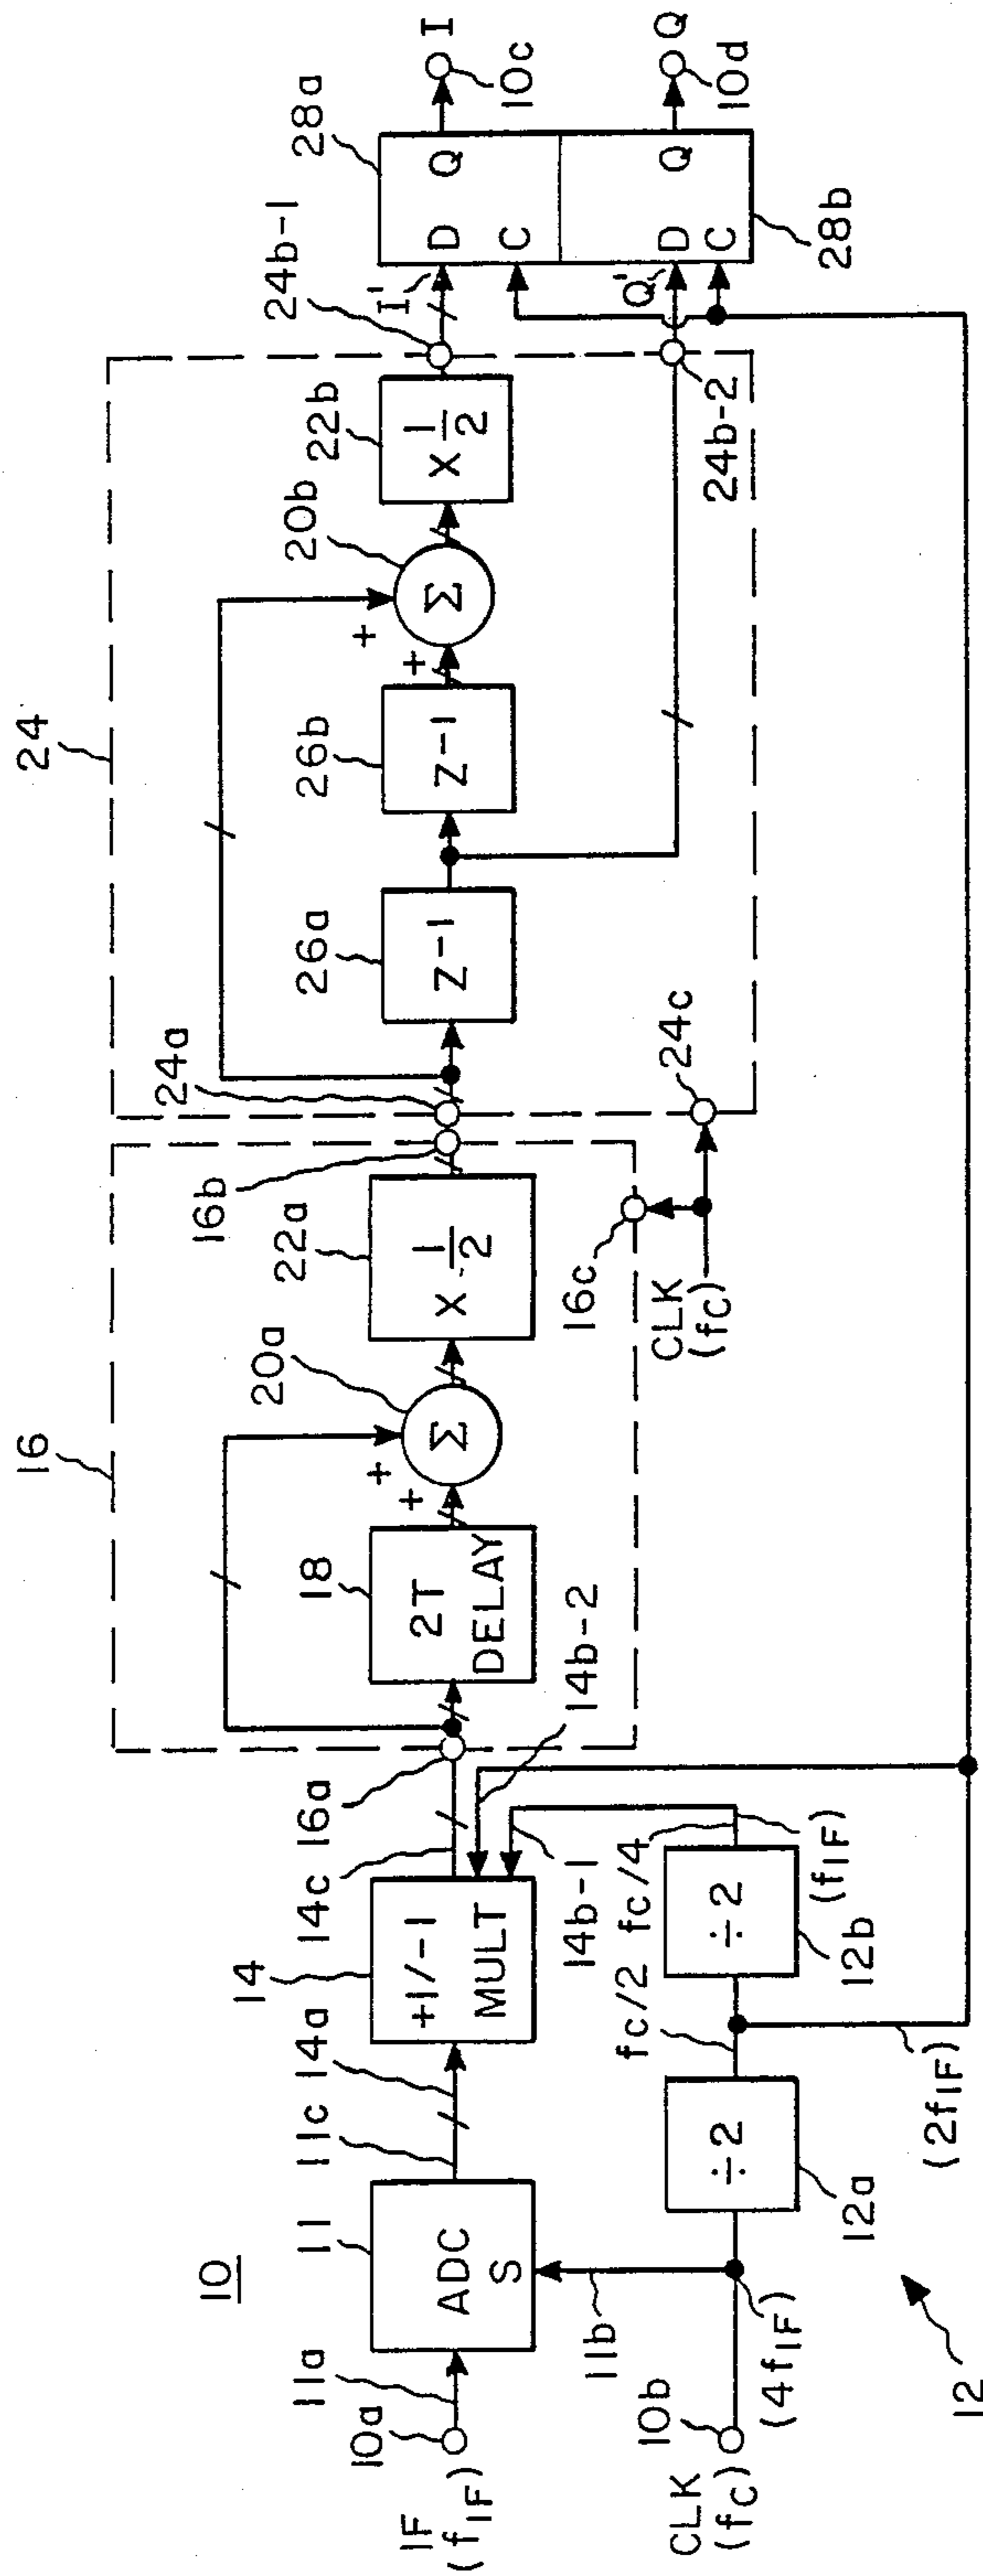 10
IF
(fIF)
10a
11a
11
ADC
S
11b
11c
14a
14
+1/-1
MULT
14c
16a
14b-2
14b-1
CLK
(fC)
10b
(4fIF)
÷2
12a
fC/2
(2fIF)
÷2
12b
fC/4
(fIF)
12
16
18
2T
DELAY
+
+
20a
Σ
22a
X 1/2
16b
16c
CLK
(fC)
24
24a
24c
26a
Z-1
26b
Z-1
+
+
20b
Σ
22b
X 1/2
24b-1
24b-2
I'
Q'
28a
D Q
C
D Q
C
28b
I
10c
Q
10d